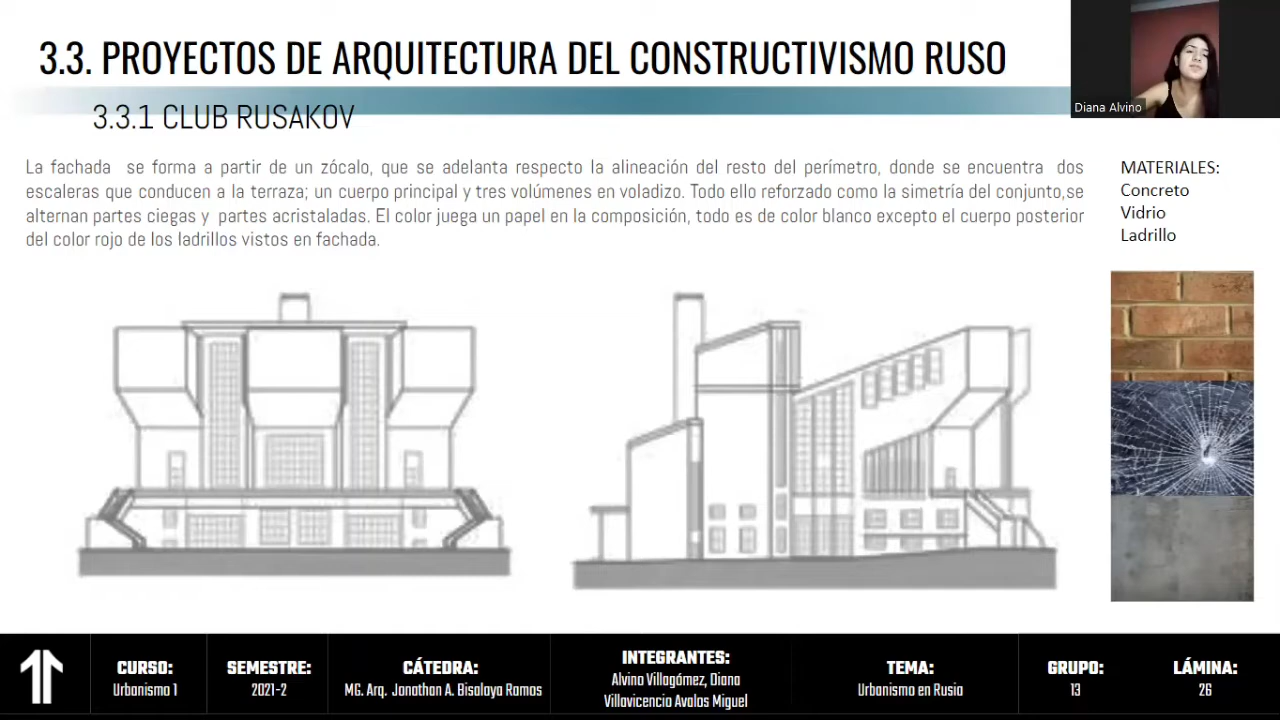 3.3. PROYECTOS DE ARQUITECTURA DEL CONSTRUCTIVISMO RUSO
Diana Alvino
3.3.1 CLUB RUSAKOV
La fachada se forma a partir de un zócalo, que se adelanta respecto la alineación del resto del perímetro, donde se encuentra dos
escaleras que conducen a la terraza; un cuerpo principal y tres volúmenes en voladizo. Todo ello reforzado como la simetría del conjunto,se
alternan partes ciegas y partes acristaladas. El color juega un papel en la composición, todo es de color blanco excepto el cuerpo posterior
del color rojo de los ladrillos vistos en fachada.
MATERIALES:
Concreto
Vidrio
Ladrillo
CURSO:
Urbanismo 1
SEMESTRE:
2021-2
CÁTEDRA:
MG. Arq. Jonathan A. Bisalaya Ramos
INTEGRANTES:
Alvino Villogámez, Diana
Villavicencio Avalos Miguel
TEMA:
Urbanismo en Rusia
GRUPO:
13
LÁMINA:
26